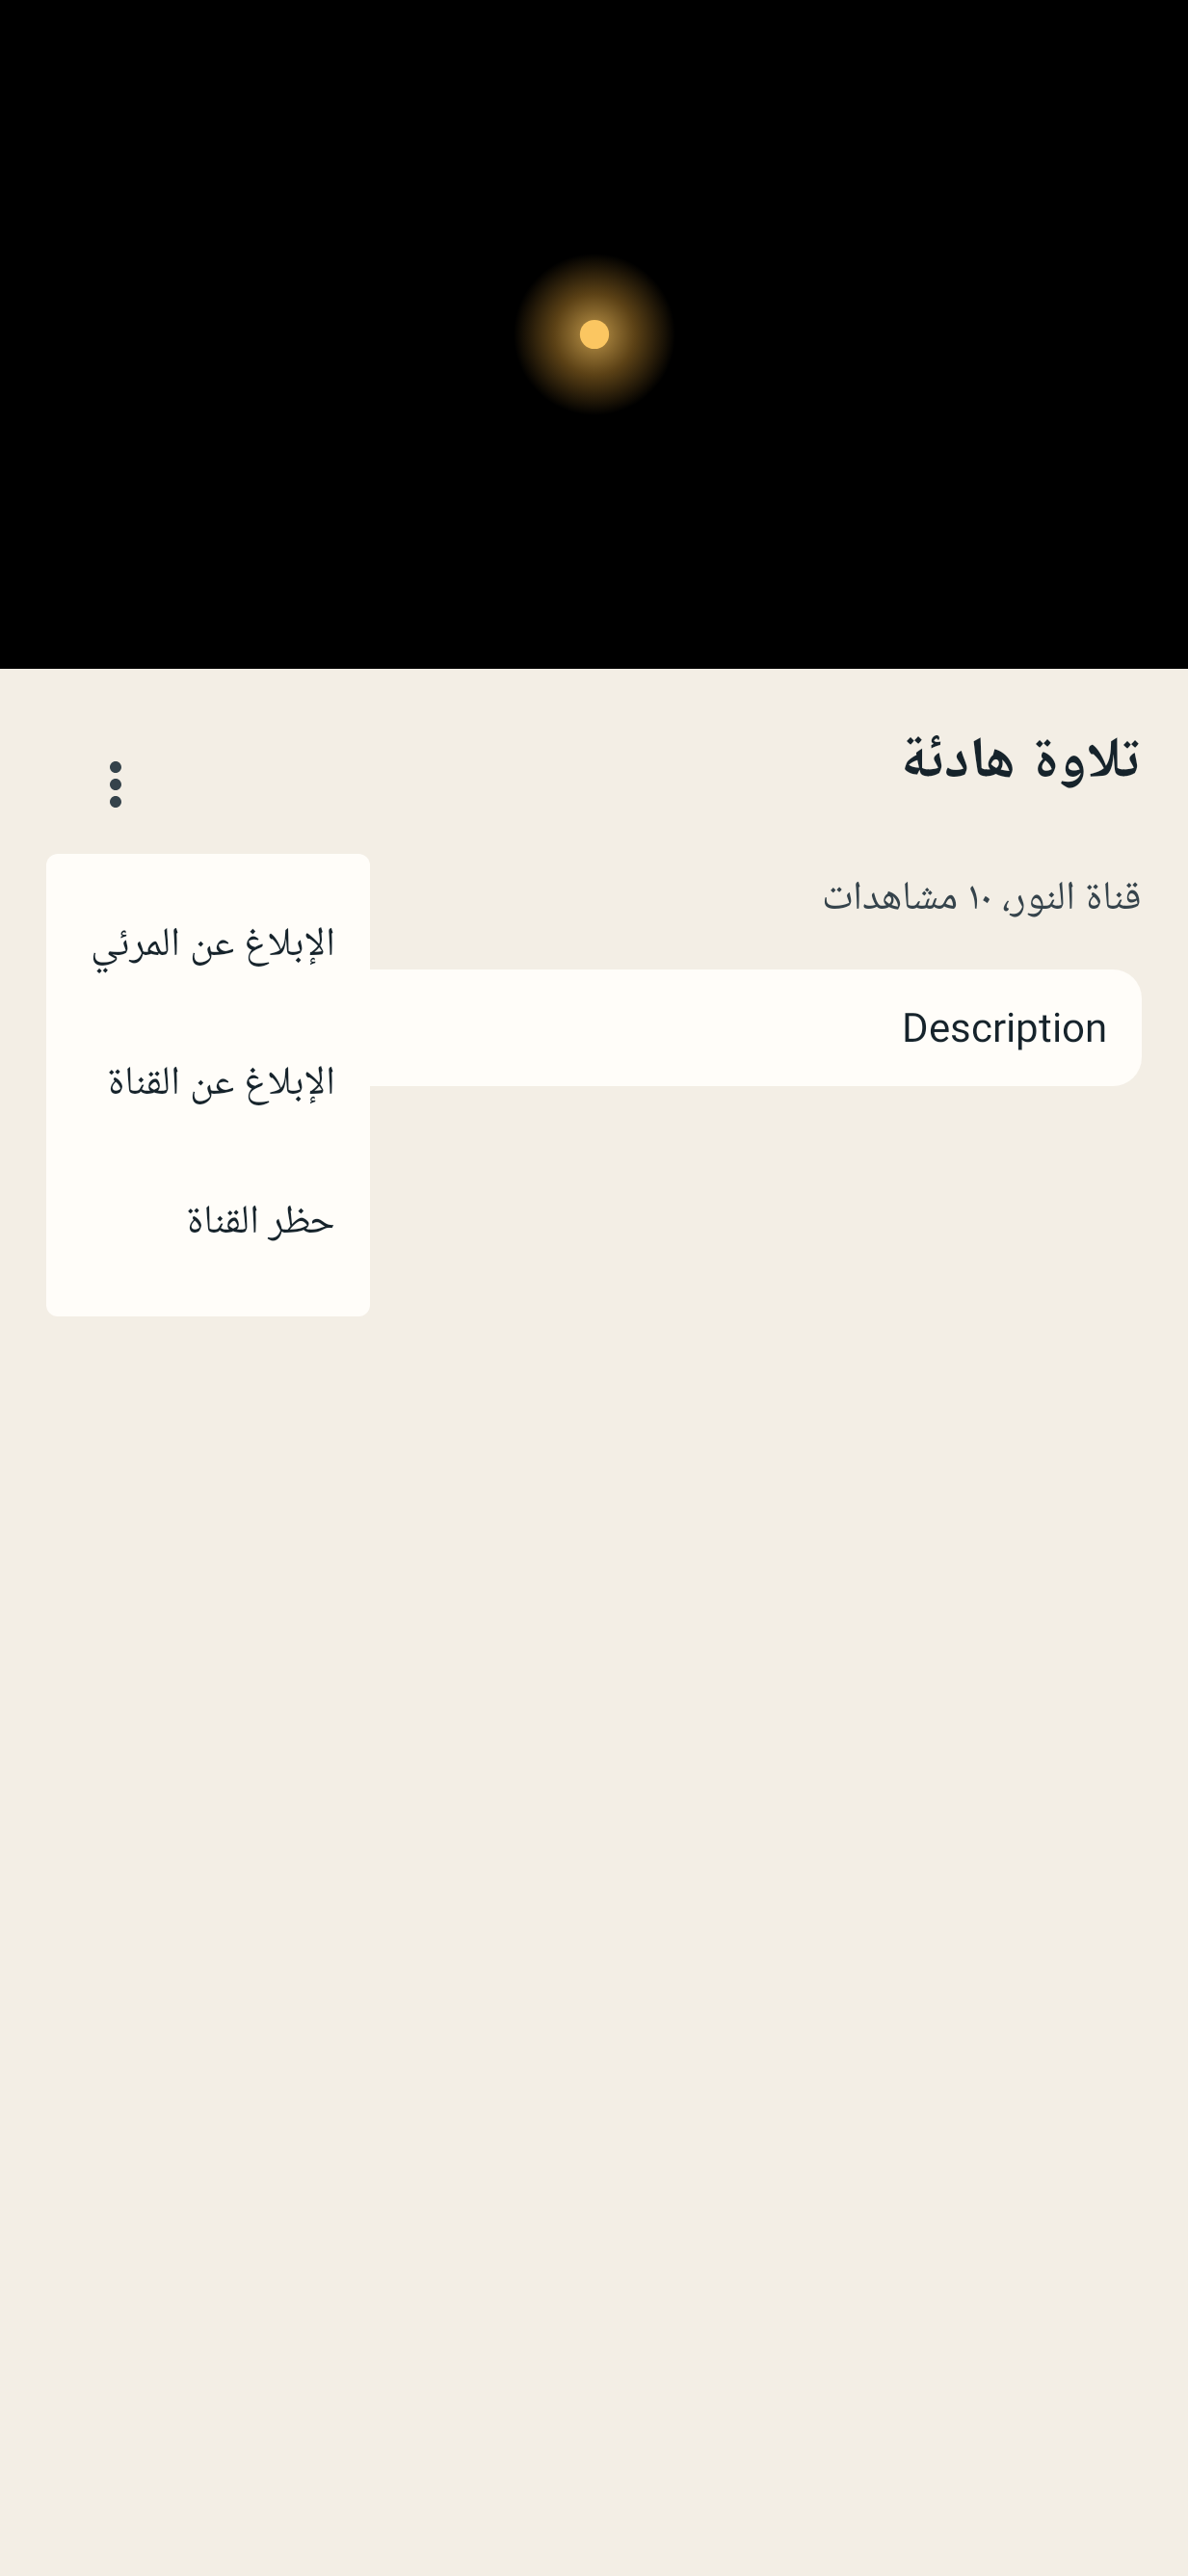 تلاوة هادئة
قناة النور، ١٠ مشاهدات
Description
الإبلاغ عن المرئي
الإبلاغ عن القناة
حظر القناة